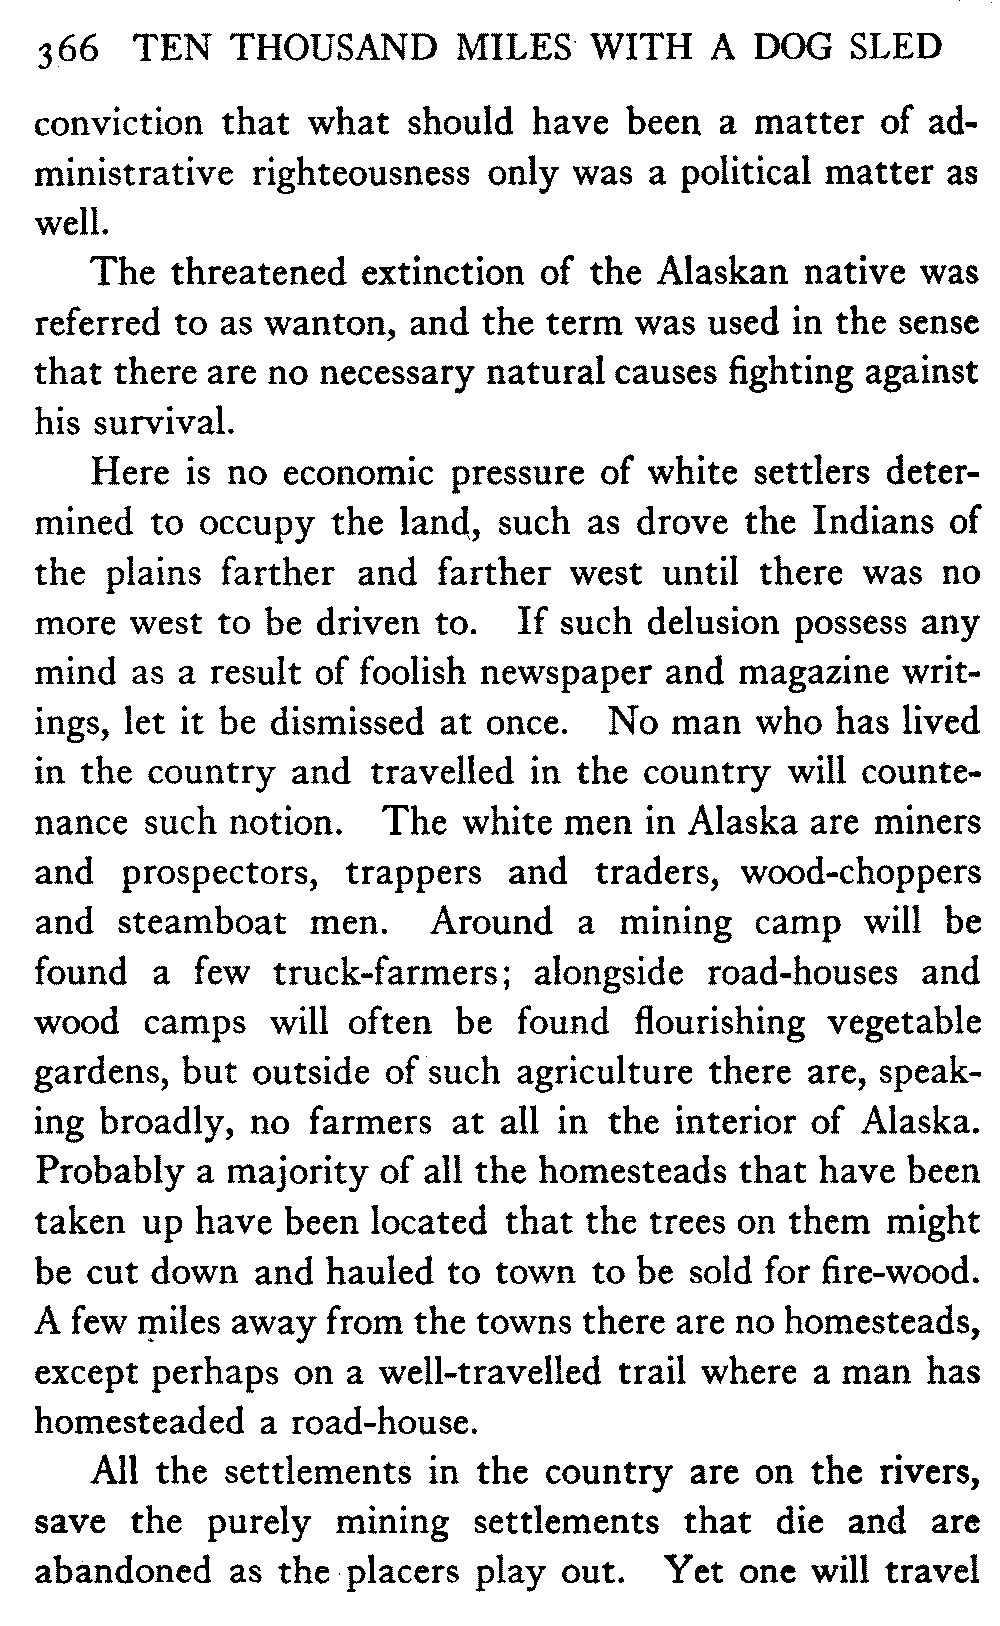 366 TEN THOUSAND MILES WITH A DOG SLED
conviction that what should have been a matter of ad-
ministrative righteousness only was a political matter as
well.
The threatened extinction of the Alaskan native was
referred to as wanton, and the term was used in the sense
that there are no necessary natural causes fighting against
his survival.
Here is no economic pressure of white settlers deter-
mined to occupy the land, such as drove the Indians of
the plains farther and farther west until there was no
more west to be driven to. If such delusion possess any
mind as a result of foolish newspaper and magazine writ-
ings, let it be dismissed at once. No man who has lived
in the country and travelled in the country will counte-
nance such notion. The white men in Alaska are miners
and prospectors, trappers and traders, wood-choppers
and steamboat men. Around a mining camp will be
found a few truck-farmers; alongside road-houses and
wood camps will often be found flourishing vegetable
gardens, but outside of such agriculture there are, speak-
ing broadly, no farmers at all in the interior of Alaska.
Probably a majority of all the homesteads that have been
taken up have been located that the trees on them might
be cut down and hauled to town to be sold for fire-wood.
A few miles away from the towns there are no homesteads,
except perhaps on a well-travelled trail where a man has
homesteaded a road-house.
All the settlements in the country are on the rivers,
save the purely mining settlements that die and are
abandoned as the placers play out. Yet one will travel